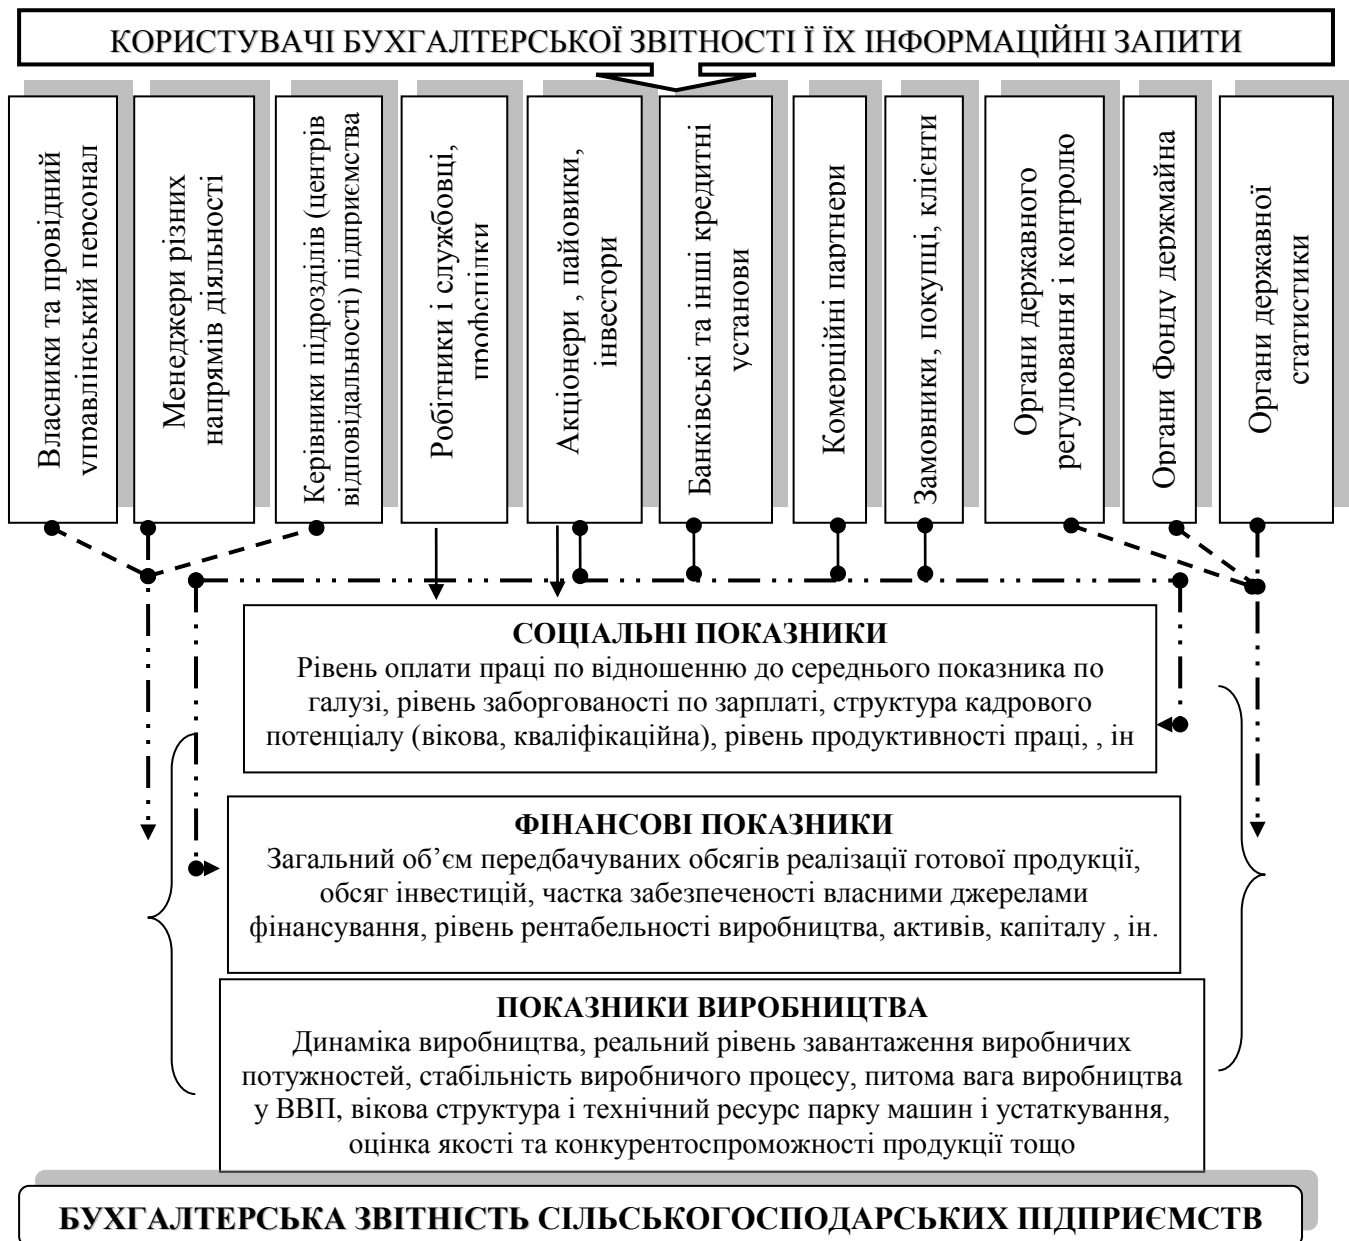 КОРИСТУВАЧІ БУХГАЛТЕРСЬКОЇ ЗВІТНОСТІ Ї ЇХ ІНФОРМАЦІЙНІ ЗАПИТИ
Власники та провідний
управлінський персонал
Менеджери різних
напрямів діяльності
Керівники підрозділів (центрів
відповідальності) підприємства
Робітники і службовці,
профспілки
Акціонери , пайовики,
інвестори
Банківські та інші кредитні
установи
Комерційні партнери
Замовники, покупці, клієнти
Органи державного
регулювання і контролю
Органи Фонду держмайна
Органи державної
статистики
СОЦІАЛЬНІ ПОКАЗНИКИ
Рівень оплати праці по відношенню до середнього показника по
галузі, рівень заборгованості по зарплаті, структура кадрового
потенціалу (вікова, кваліфікаційна), рівень продуктивності праці, , ін
ФІНАНСОВІ ПОКАЗНИКИ
Загальний об’єм передбачуваних обсягів реалізації готової продукції,
обсяг інвестицій, частка забезпеченості власними джерелами
фінансування, рівень рентабельності виробництва, активів, капіталу , ін.
ПОКАЗНИКИ ВИРОБНИЦТВА
Динаміка виробництва, реальний рівень завантаження виробничих
потужностей, стабільність виробничого процесу, питома вага виробництва
у ВВП, вікова структура і технічний ресурс парку машин і устаткування,
оцінка якості та конкурентоспроможності продукції тощо
БУХГАЛТЕРСЬКА ЗВІТНІСТЬ СІЛЬСЬКОГОСПОДАРСЬКИХ ПІДПРИЄМСТВ